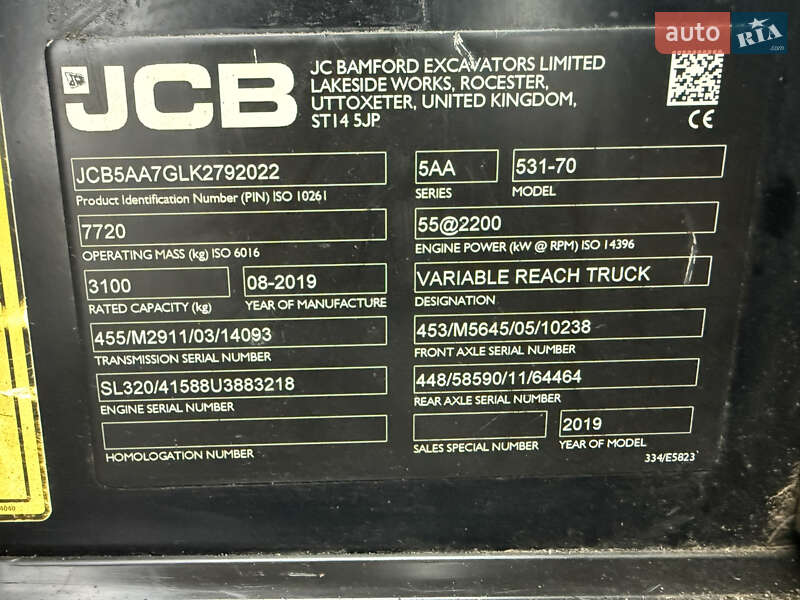 auto RIA .com
JCB
JC BAMFORD EXCAVATORS LIMITED
LAKESIDE WORKS, ROCESTER,
UTTOXETER, UNITED KINGDOM,
ST14 5JP
CE
JCB5AA7GLK2792022
Product Identification Number (PIN) ISO 10261
5AA
SERIES
531-70
MODEL
7720
OPERATING MASS (kg) ISO 6016
55@2200
ENGINE POWER (kW @ RPM) ISO 14396
3100
RATED CAPACITY (kg)
08-2019
YEAR OF MANUFACTURE
VARIABLE REACH TRUCK
DESIGNATION
455/M2911/03/14093
TRANSMISSION SERIAL NUMBER
453/M5645/05/10238
FRONT AXLE SERIAL NUMBER
SL320/41588U3883218
ENGINE SERIAL NUMBER
448/58590/11/64464
REAR AXLE SERIAL NUMBER
HOMOLOGATION NUMBER
SALES SPECIAL NUMBER
2019
YEAR OF MODEL
334/E5823